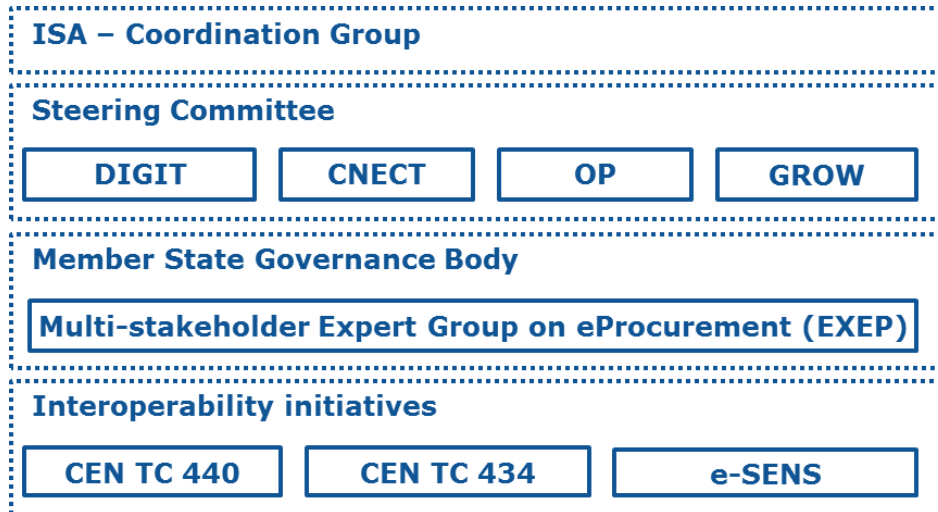 ISA – Coordination Group
Steering Committee
DIGIT
CNECT
OP
GROW
Member State Governance Body
Multi-stakeholder Expert Group on eProcurement (EXEP)
Interoperability initiatives
CEN TC 440
CEN TC 434
e-SENS